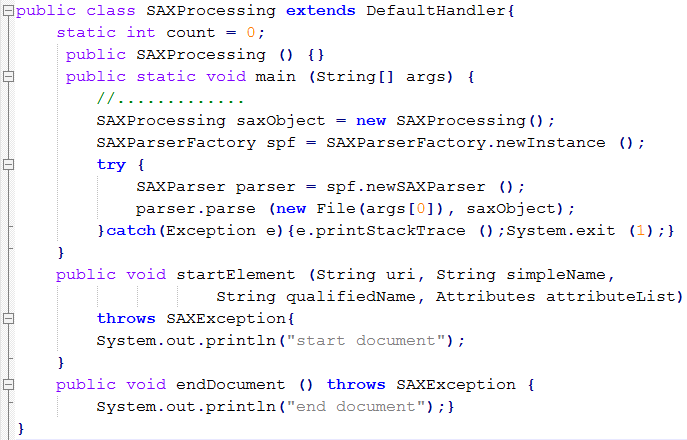 public class SAXProcessing extends DefaultHandler{
    static int count = 0;
     public SAXProcessing () {}
     public static void main (String[] args) {
        //.............
        SAXProcessing saxObject = new SAXProcessing();
        SAXParserFactory spf = SAXParserFactory.newInstance ();
        try {
            SAXParser parser = spf.newSAXParser ();
            parser.parse (new File(args[0]), saxObject);
        }catch(Exception e){e.printStackTrace ();System.exit (1);}
    }
    public void startElement (String uri, String simpleName,
                    String qualifiedName, Attributes attributeList)
        throws SAXException{
        System.out.println("start document");
    }
    public void endDocument () throws SAXException {
        System.out.println("end document");}
}